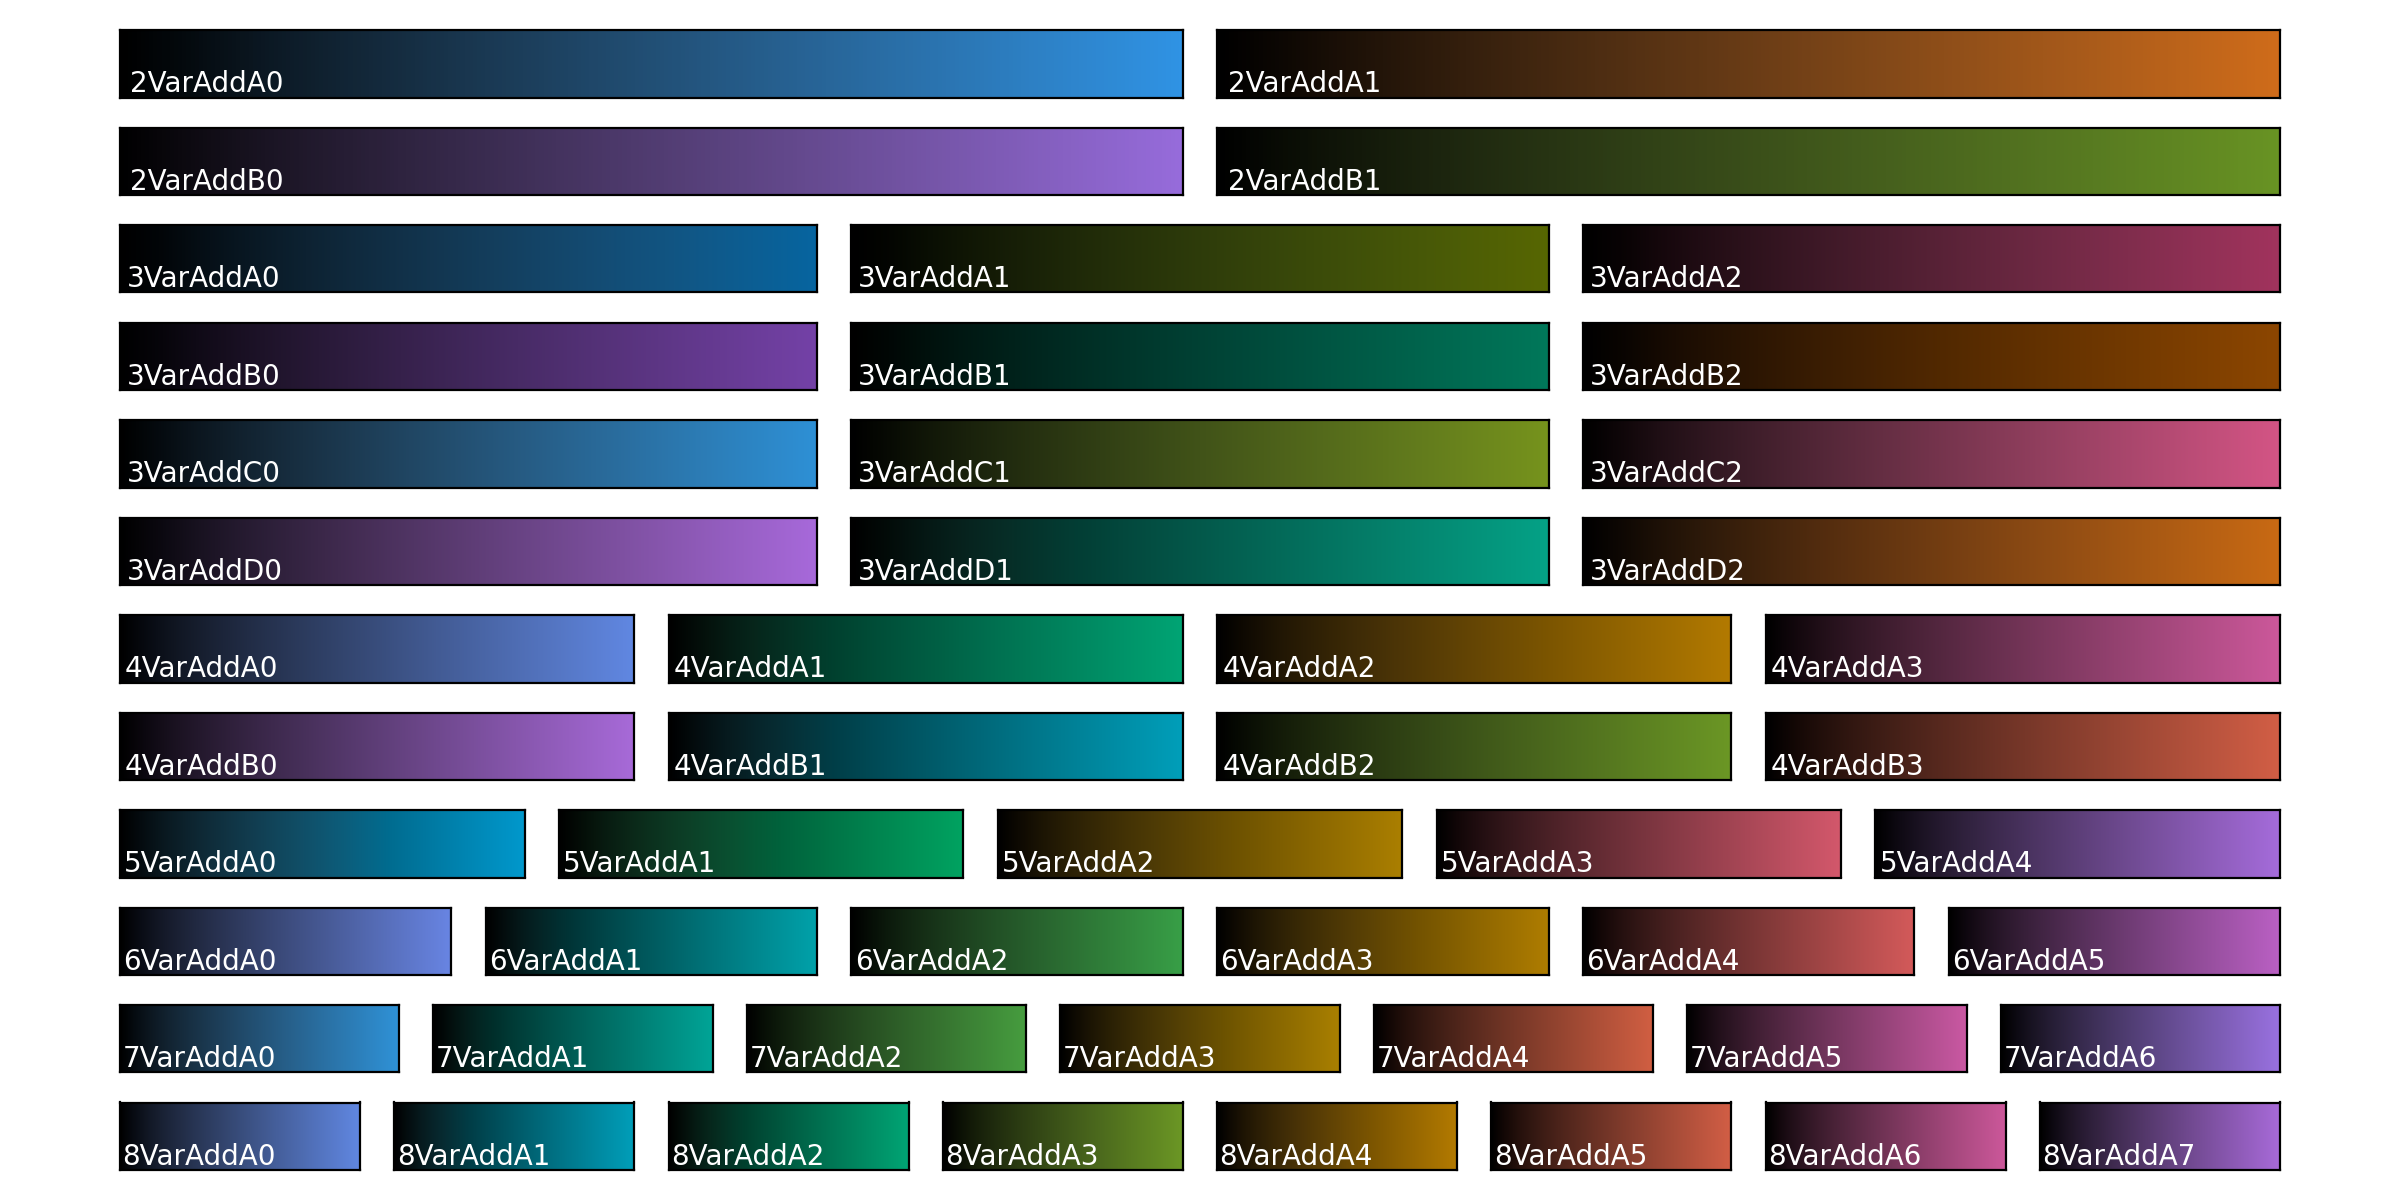 2VarAddA0 2VarAddA1
2VarAddB0 2VarAddB1
3VarAddA0 3VarAddA1 3VarAddA2
3VarAddB0 3VarAddB1 3VarAddB2
3VarAddC0 3VarAddC1 3VarAddC2
3VarAddD0 3VarAddD1 3VarAddD2
4VarAddA0 4VarAddA1 4VarAddA2 4VarAddA3
4VarAddB0 4VarAddB1 4VarAddB2 4VarAddB3
5VarAddA0 5VarAddA1 5VarAddA2 5VarAddA3 5VarAddA4
6VarAddA0 6VarAddA1 6VarAddA2 6VarAddA3 6VarAddA4 6VarAddA5
7VarAddA0 7VarAddA1 7VarAddA2 7VarAddA3 7VarAddA4 7VarAddA5 7VarAddA6
8VarAddA0 8VarAddA1 8VarAddA2 8VarAddA3 8VarAddA4 8VarAddA5 8VarAddA6 8VarAddA7